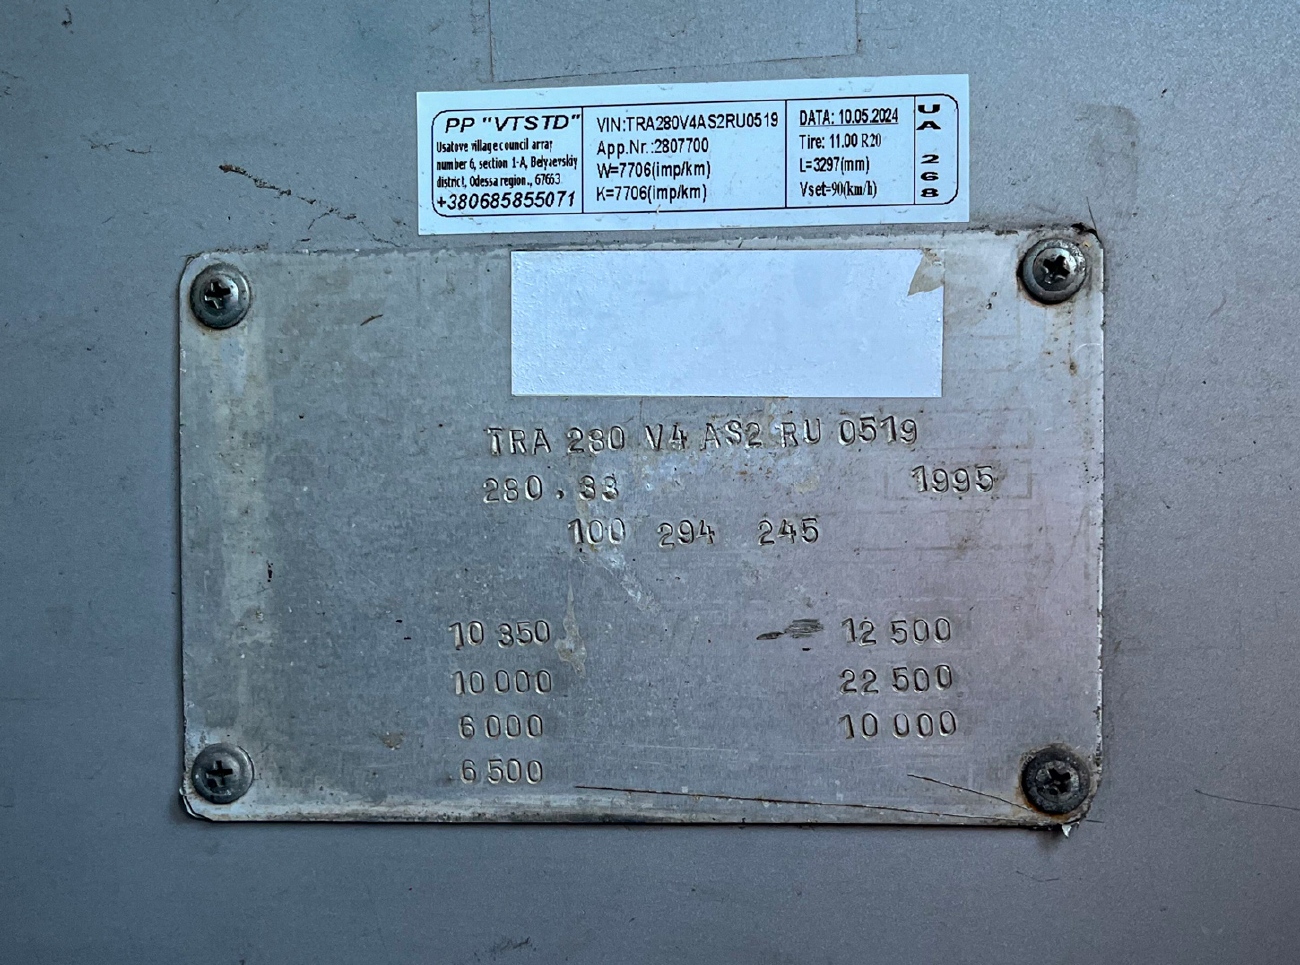 PP "VTSTD"
Usatove village council array
number 6, section 1-A, Belyaevskiy
district, Odessa region., 67663
+380685855071
VIN:TRA280V4AS2RU0519
App.Nr.:2807700
W=7706(imp/km)
K=7706(imp/km)
DATA: 10.05.2024
Tire: 11.00 R20
L=3297(mm)
Vset=90(km/h)
UA 268
TRA 280 V4 AS2 RU 0519
280.33 1995
100 294 245
10 350 12 500
10 000 22 500
6 000 10 000
6 500